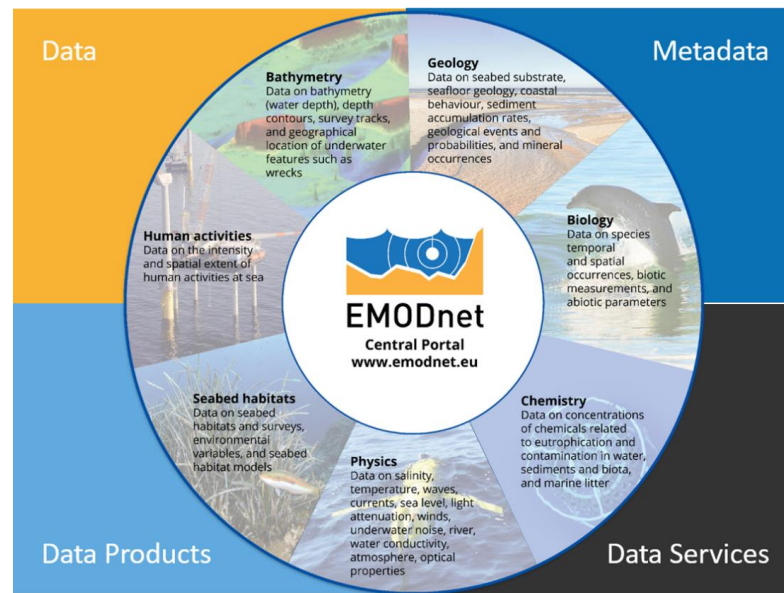 Data
Metadata
Bathymetry
Data on bathymetry
(water depth), depth
contours, survey tracks,
and geographical
location of underwater
features such as
wrecks
Geology
Data on seabed substrate,
seafloor geology, coastal
behaviour, sediment
accumulation rates,
geological events and
probabilities, and mineral
occurrences
Human activities
Data on the intensity
and spatial extent of
human activities at sea
Biology
Data on species
temporal
and spatial
occurrences, biotic
measurements, and
abiotic parameters
EMODnet
Central Portal
www.emodnet.eu
Seabed habitats
Data on seabed
habitats and surveys,
environmental
variables, and seabed
habitat models
Physics
Data on salinity,
temperature, waves,
currents, sea level, light
attenuation, winds,
underwater noise, river,
water conductivity,
atmosphere, optical
properties
Chemistry
Data on concentrations
of chemicals related
to eutrophication and
contamination in water,
sediments and biota,
and marine litter
Data Products
Data Services